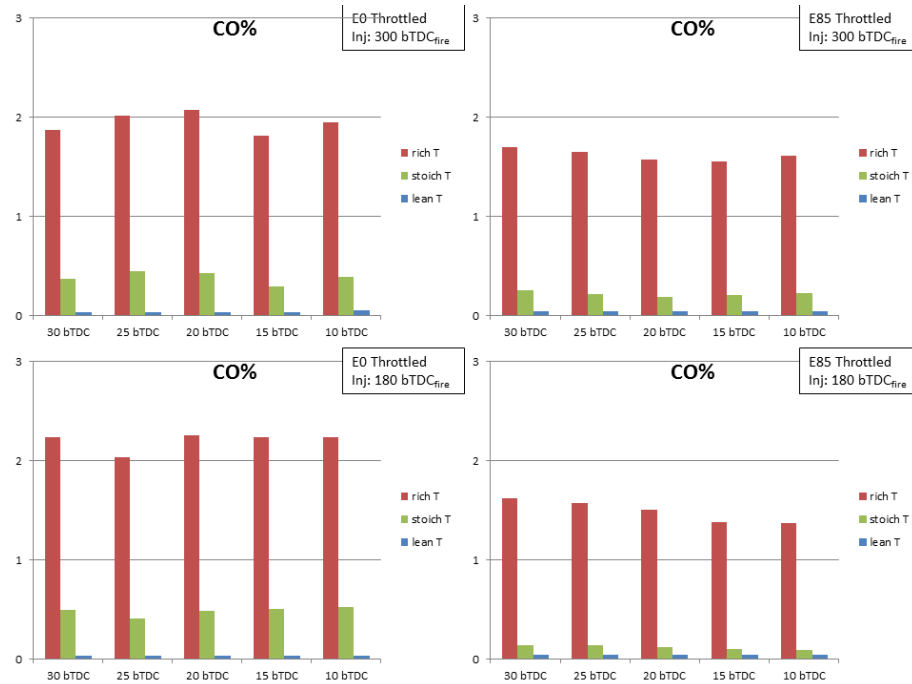 3
CO%
E0 Throttled
Inj: 300 bTDCfire
2
rich T
stoich T
lean T
1
0
30 bTDC 25 bTDC 20 bTDC 15 bTDC 10 bTDC
3
CO%
E85 Throttled
Inj: 300 bTDCfire
2
rich T
stoich T
lean T
1
0
30 bTDC 25 bTDC 20 bTDC 15 bTDC 10 bTDC
3
CO%
E0 Throttled
Inj: 180 bTDCfire
2
rich T
stoich T
lean T
1
0
30 bTDC 25 bTDC 20 bTDC 15 bTDC 10 bTDC
3
CO%
E85 Throttled
Inj: 180 bTDCfire
2
rich T
stoich T
lean T
1
0
30 bTDC 25 bTDC 20 bTDC 15 bTDC 10 bTDC